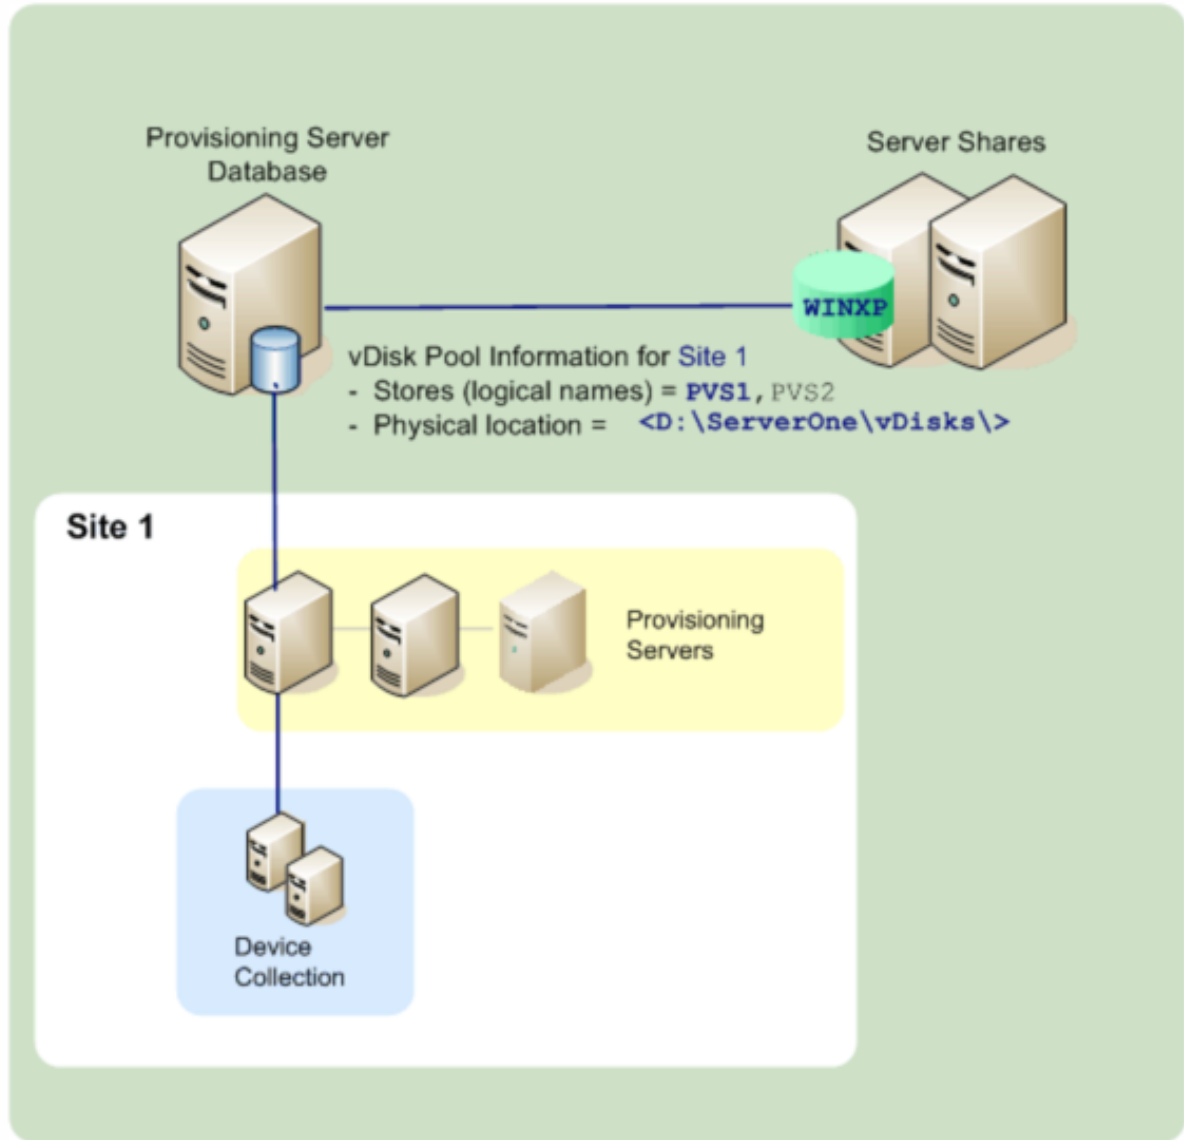 Provisioning Server
Database
Server Shares
WINXP
vDisk Pool Information for Site 1
- Stores (logical names) = PVS1, PVS2
- Physical location = <D:\ServerOne\vDisks\>
Site 1
Provisioning
Servers
Device
Collection